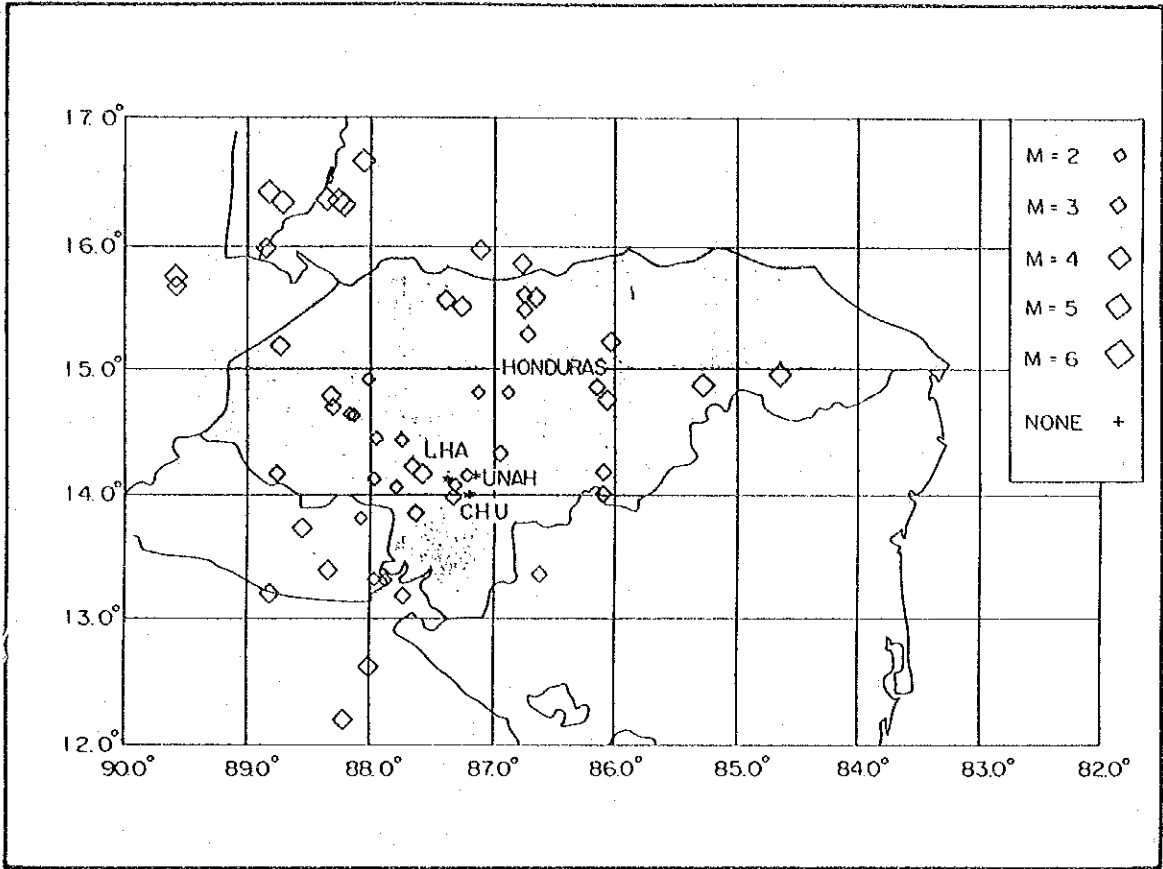 17.0°
16.0°
15.0°
14.0°
13.0°
12.0°
90.0° 89.0° 88.0° 87.0° 86.0° 85.0° 84.0° 83.0° 82.0°
HONDURAS
LHA
UNAH
CHU
M = 2
M = 3
M = 4
M = 5
M = 6
NONE +